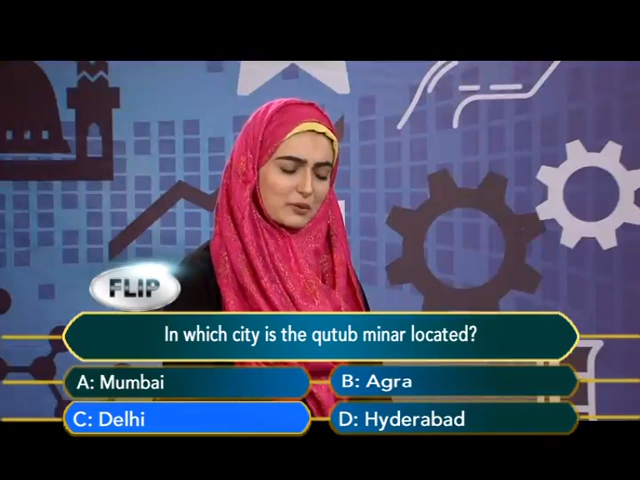 FLIP
In which city is the qutub minar located?
A: Mumbai
B: Agra
C: Delhi
D: Hyderabad